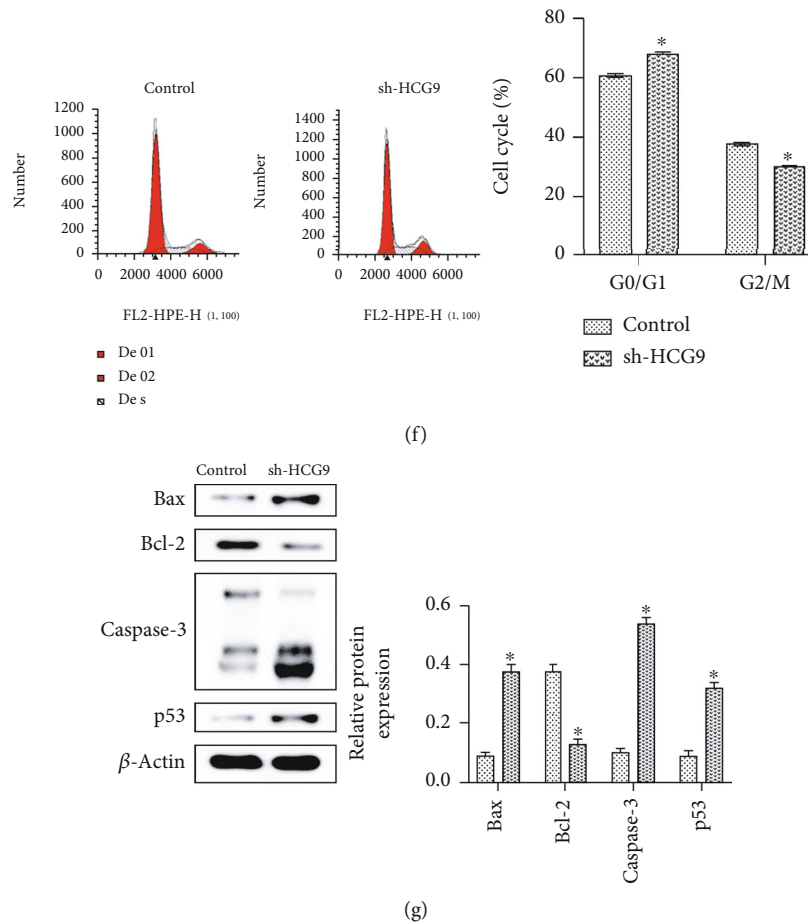 Control
1200
1000
800
600
400
200
0
Number
0 2000 4000 6000
FL2-HPE-H (1, 100)
sh-HCG9
1400
1200
1000
800
600
400
200
0
Number
0 2000 4000 6000
FL2-HPE-H (1, 100)
De 01
De 02
De s
80
60
40
20
0
Cell cycle (%)
*
*
G0/G1 G2/M
Control
sh-HCG9
(f)
Control sh-HCG9
Bax
Bcl-2
Caspase-3
p53
β-Actin
Relative protein
expression
0.6
0.4
0.2
0.0
*
*
*
*
Bax
Bcl-2
Caspase-3
p53
(g)